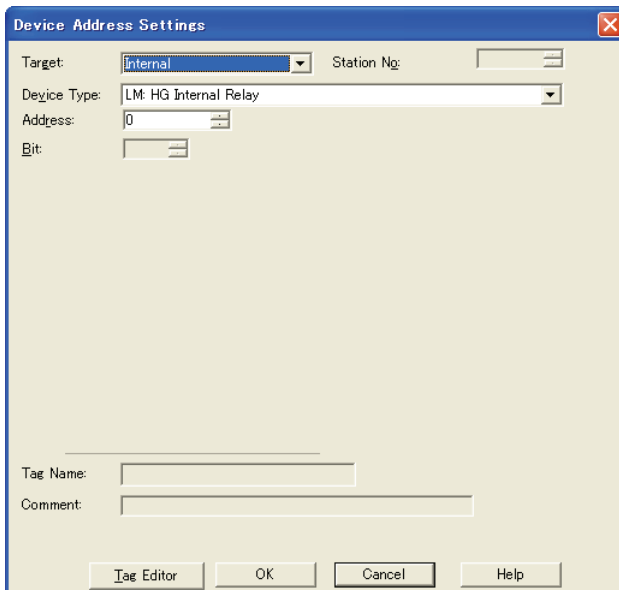 Device Address Settings
Target: Internal Station No:
Device Type: LM: HG Internal Relay
Address: 0
Bit:
Tag Name:
Comment:
Tag Editor OK Cancel Help